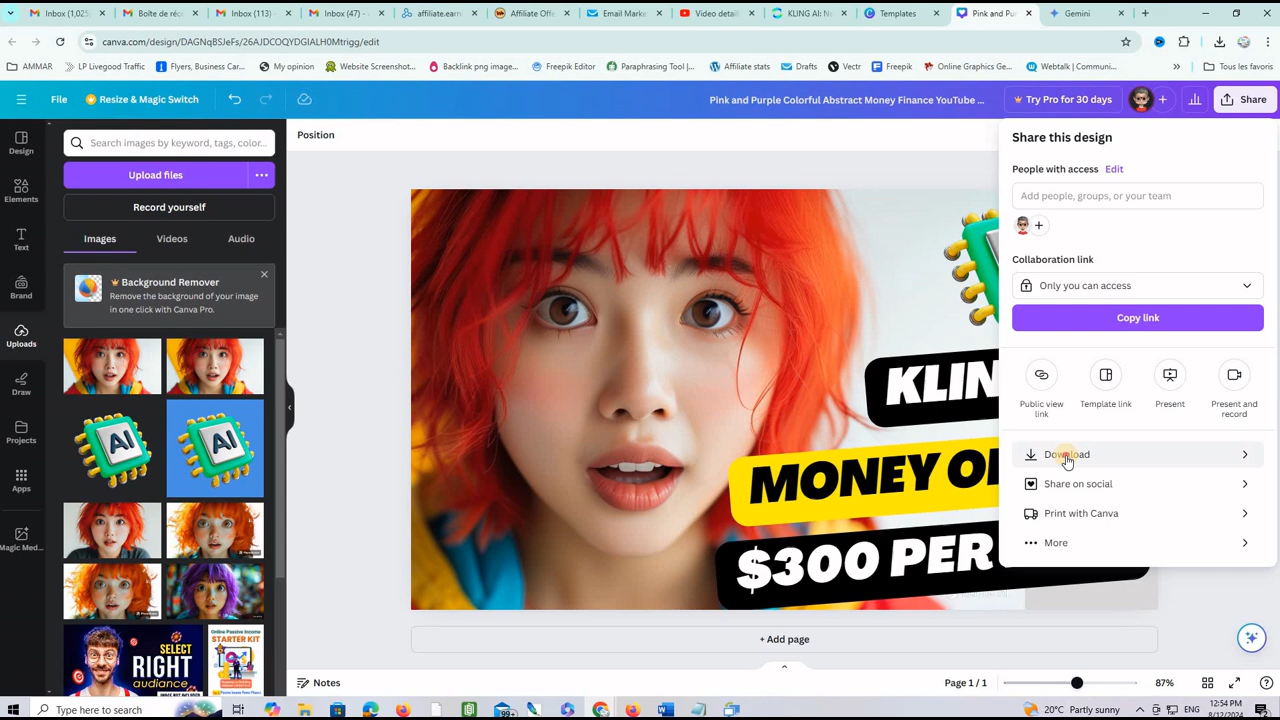 Inbox (1,025
Boîte de réc
Inbox (113)
Inbox (47) -
affiliate.earn
Affiliate Offe
Email Market
Video detail
KLING AI: Ne
Templates
Pink and Pu
Gemini
canva.com/design/DAGNqBSJeFs/26AJDCOQYDGIALH0Mtrigg/edit
AMMAR
LP Livegood Traffic
Flyers, Business Car...
My opinion
Website Screenshot...
Backlink png image...
Freepik Editor
Paraphrasing Tool |...
Affiliate stats
Drafts
Vectr
Freepik
Online Graphics Ge...
Webtalk | Communi...
Tous les favoris
File
Resize & Magic Switch
Pink and Purple Colorful Abstract Money Finance YouTube ...
Try Pro for 30 days
Share
Design
Elements
Text
Brand
Uploads
Draw
Projects
Apps
Magic Med...
Search images by keyword, tags, color...
Upload files
Record yourself
Images
Videos
Audio
Background Remover
Remove the background of your image
in one click with Canva Pro.
AI
AI
SELECT
RIGHT
audience
Online Passive Income
STARTER KIT
Position
KLIN
MONEY O
$300 PER
+ Add page
Notes
Page 1 / 1
87%
Share this design
People with access Edit
Add people, groups, or your team
Collaboration link
Only you can access
Copy link
Public view
link
Template link
Present
Present and
record
Download
Share on social
Print with Canva
More
Type here to search
99+
20°C Partly sunny
12:54 PM
8/12/2024